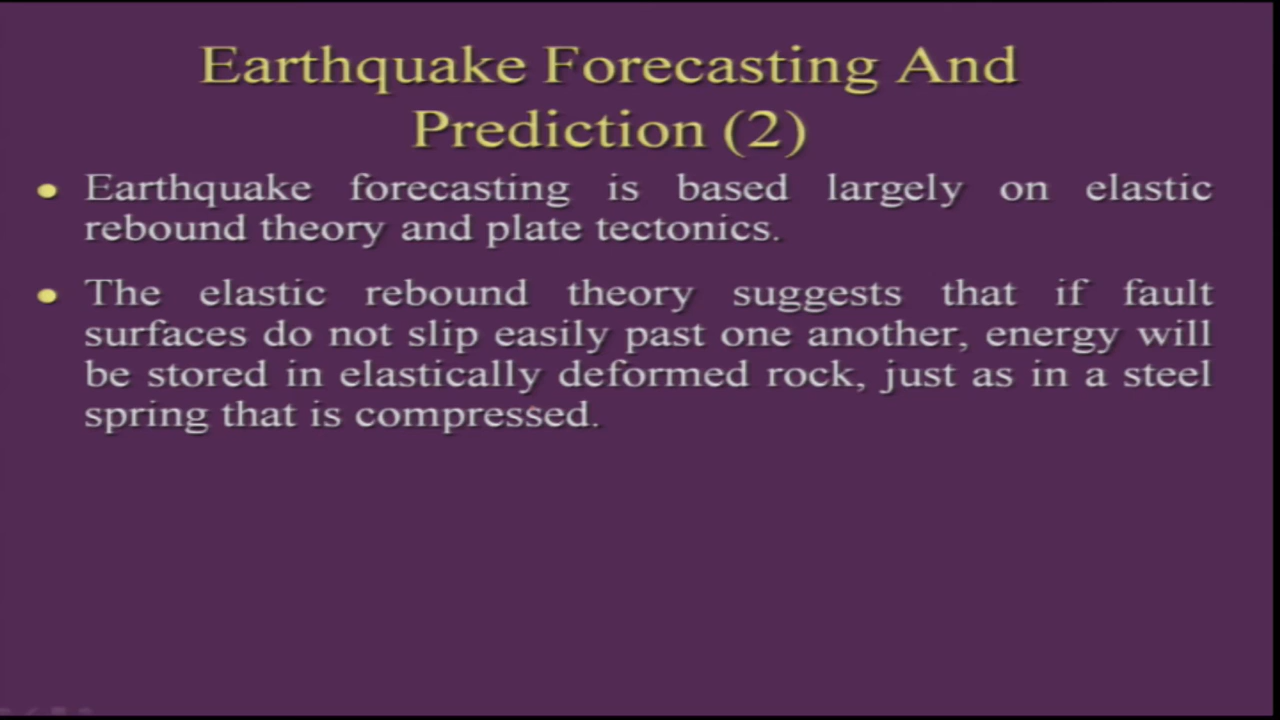 Earthquake Forecasting And
Prediction (2)
Earthquake forecasting is based largely on elastic
rebound theory and plate tectonics.
The elastic rebound theory suggests that if fault
surfaces do not slip easily past one another, energy will
be stored in elastically deformed rock, just as in a steel
spring that is compressed.